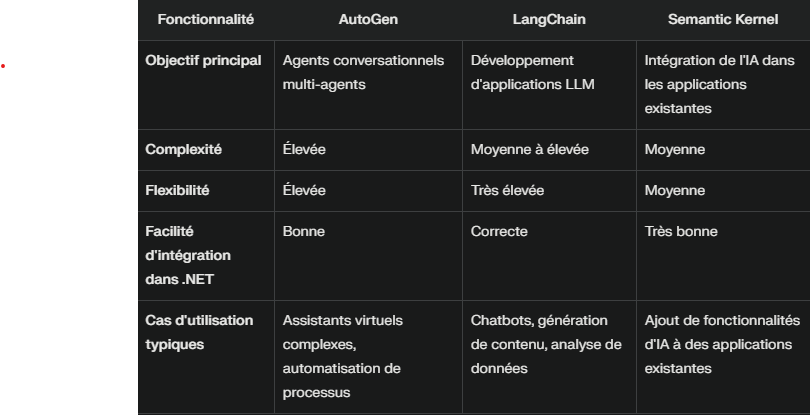 Fonctionnalité AutoGen LangChain Semantic Kernel
Objectif principal Agents conversationnels Développement Intégration de l'IA dans
multi-agents d'applications LLM les applications
existantes
Complexité Élevée Moyenne à élevée Moyenne
Flexibilité Élevée Très élevée Moyenne
Facilité Bonne Correcte Très bonne
d'intégration
dans .NET
Cas d'utilisation Assistants virtuels Chatbots, génération Ajout de fonctionnalités
typiques complexes, de contenu, analyse de d'IA à des applications
automatisation de données existantes
processus